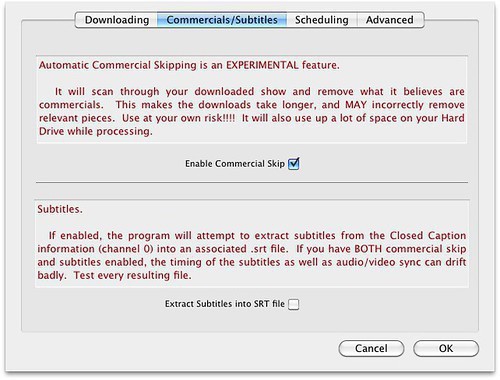 Downloading Commercials/Subtitles Scheduling Advanced
Automatic Commercial Skipping is an EXPERIMENTAL feature.
It will scan through your downloaded show and remove what it believes are
commercials. This makes the downloads take longer, and MAY incorrectly remove
relevant pieces. Use at your own risk!!!! It will also use up a lot of space on your Hard
Drive while processing.
Enable Commercial Skip
Subtitles.
If enabled, the program will attempt to extract subtitles from the Closed Caption
information (channel 0) into an associated .srt file. If you have BOTH commercial skip
and subtitles enabled, the timing of the subtitles as well as audio/video sync can drift
badly. Test every resulting file.
Extract Subtitles into SRT file
Cancel OK